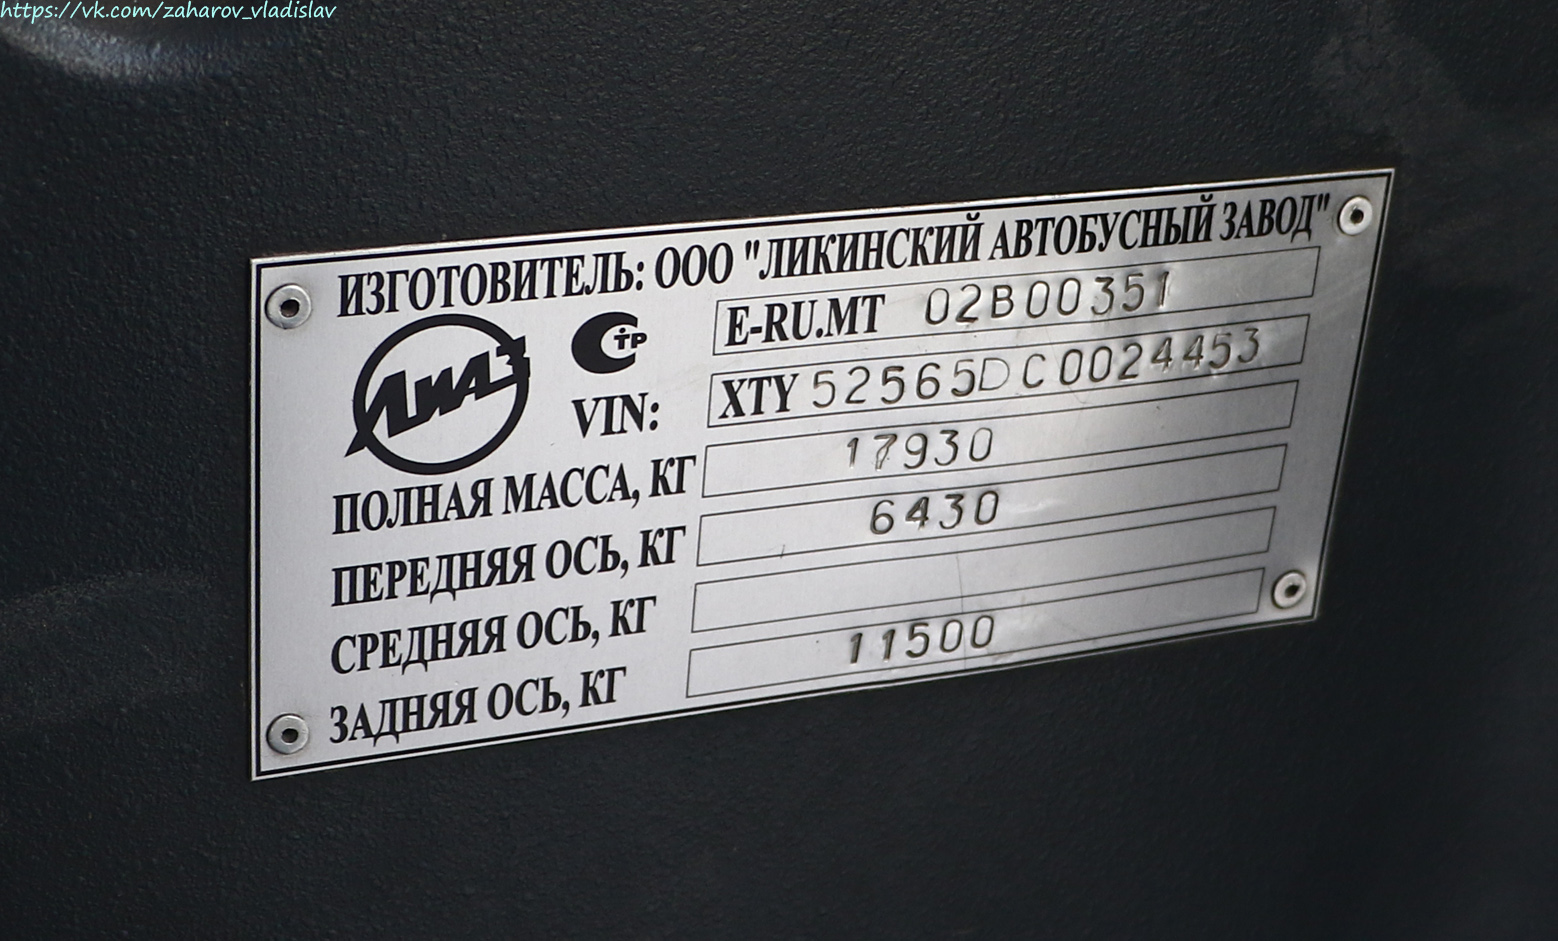 https://vk.com/zaharov_vladislav
ИЗГОТОВИТЕЛЬ: ООО "ЛИКИНСКИЙ АВТОБУСНЫЙ ЗАВОД"
ЛИАЗ
СТР
E-RU.MT 02B00351
VIN: XTY 52565DC0024453
ПОЛНАЯ МАССА, КГ 17930
ПЕРЕДНЯЯ ОСЬ, КГ 6430
СРЕДНЯЯ ОСЬ, КГ
ЗАДНЯЯ ОСЬ, КГ 11500